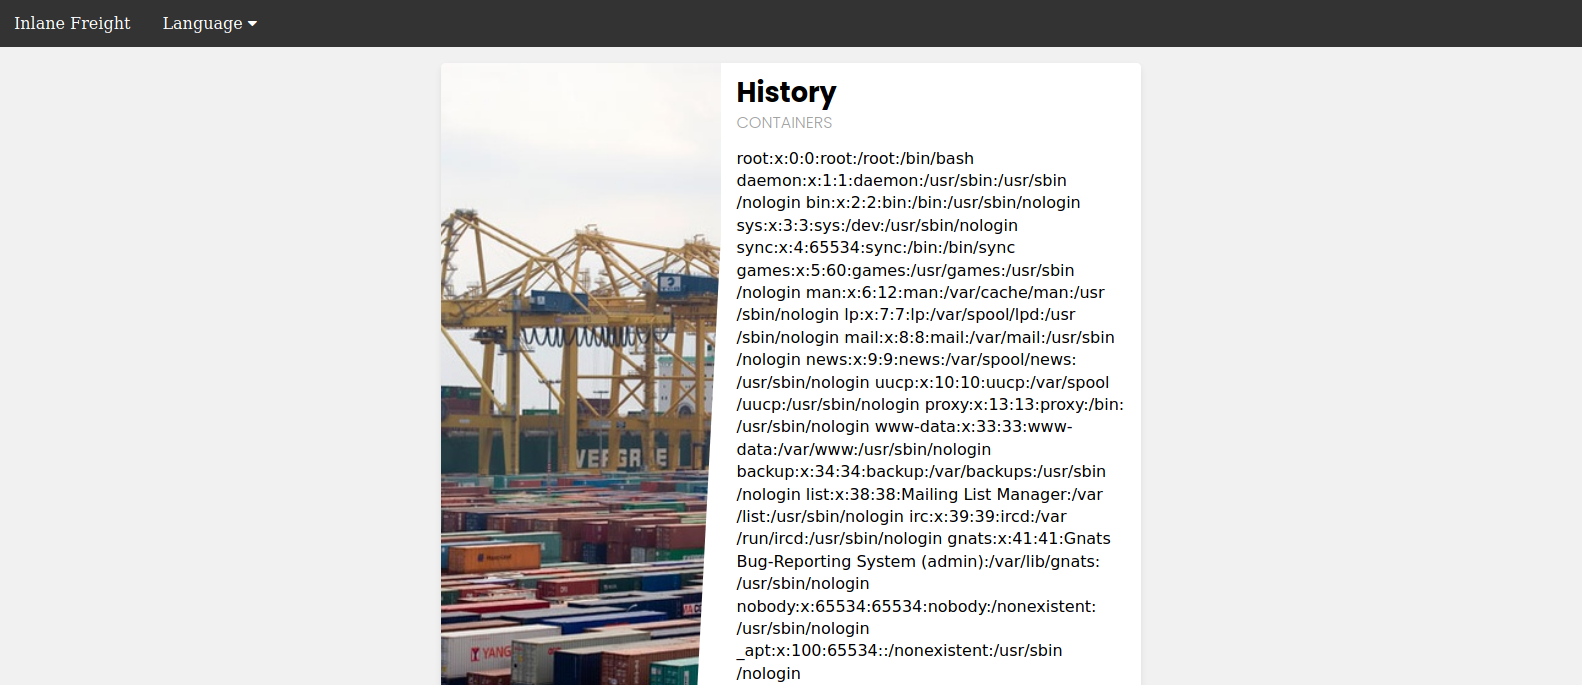 Inlane Freight
Language
History
CONTAINERS
root:x:0:0:root:/root:/bin/bash
daemon:x:1:1:daemon:/usr/sbin:/usr/sbin
/nologin bin:x:2:2:bin:/bin:/usr/sbin/nologin
sys:x:3:3:sys:/dev:/usr/sbin/nologin
sync:x:4:65534:sync:/bin:/bin/sync
games:x:5:60:games:/usr/games:/usr/sbin
/nologin man:x:6:12:man:/var/cache/man:/usr
/sbin/nologin lp:x:7:7:lp:/var/spool/lpd:/usr
/sbin/nologin mail:x:8:8:mail:/var/mail:/usr/sbin
/nologin news:x:9:9:news:/var/spool/news:
/usr/sbin/nologin uucp:x:10:10:uucp:/var/spool
/uucp:/usr/sbin/nologin proxy:x:13:13:proxy:/bin:
/usr/sbin/nologin www-data:x:33:33:www-
data:/var/www:/usr/sbin/nologin
backup:x:34:34:backup:/var/backups:/usr/sbin
/nologin list:x:38:38:Mailing List Manager:/var
/list:/usr/sbin/nologin irc:x:39:39:ircd:/var
/run/ircd:/usr/sbin/nologin gnats:x:41:41:Gnats
Bug-Reporting System (admin):/var/lib/gnats:
/usr/sbin/nologin
nobody:x:65534:65534:nobody:/nonexistent:
/usr/sbin/nologin
_apt:x:100:65534::/nonexistent:/usr/sbin
/nologin
YANG